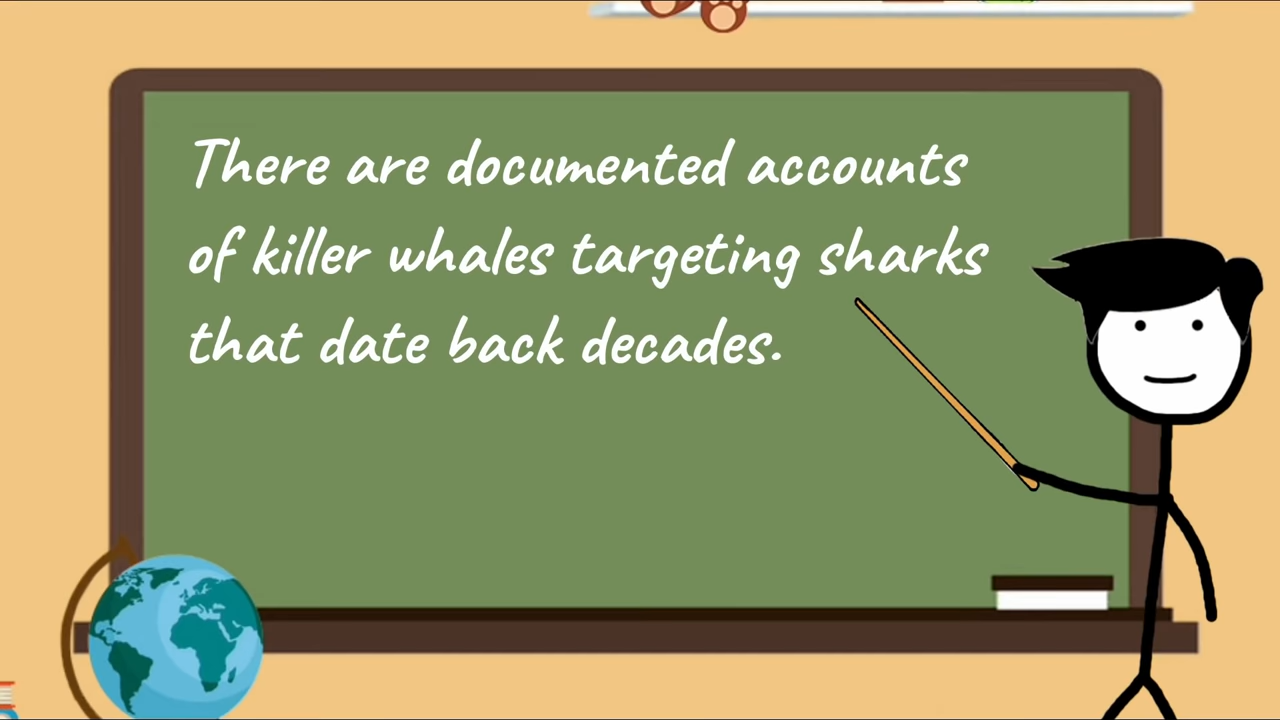 There are documented accounts
of killer whales targeting sharks
that date back decades.